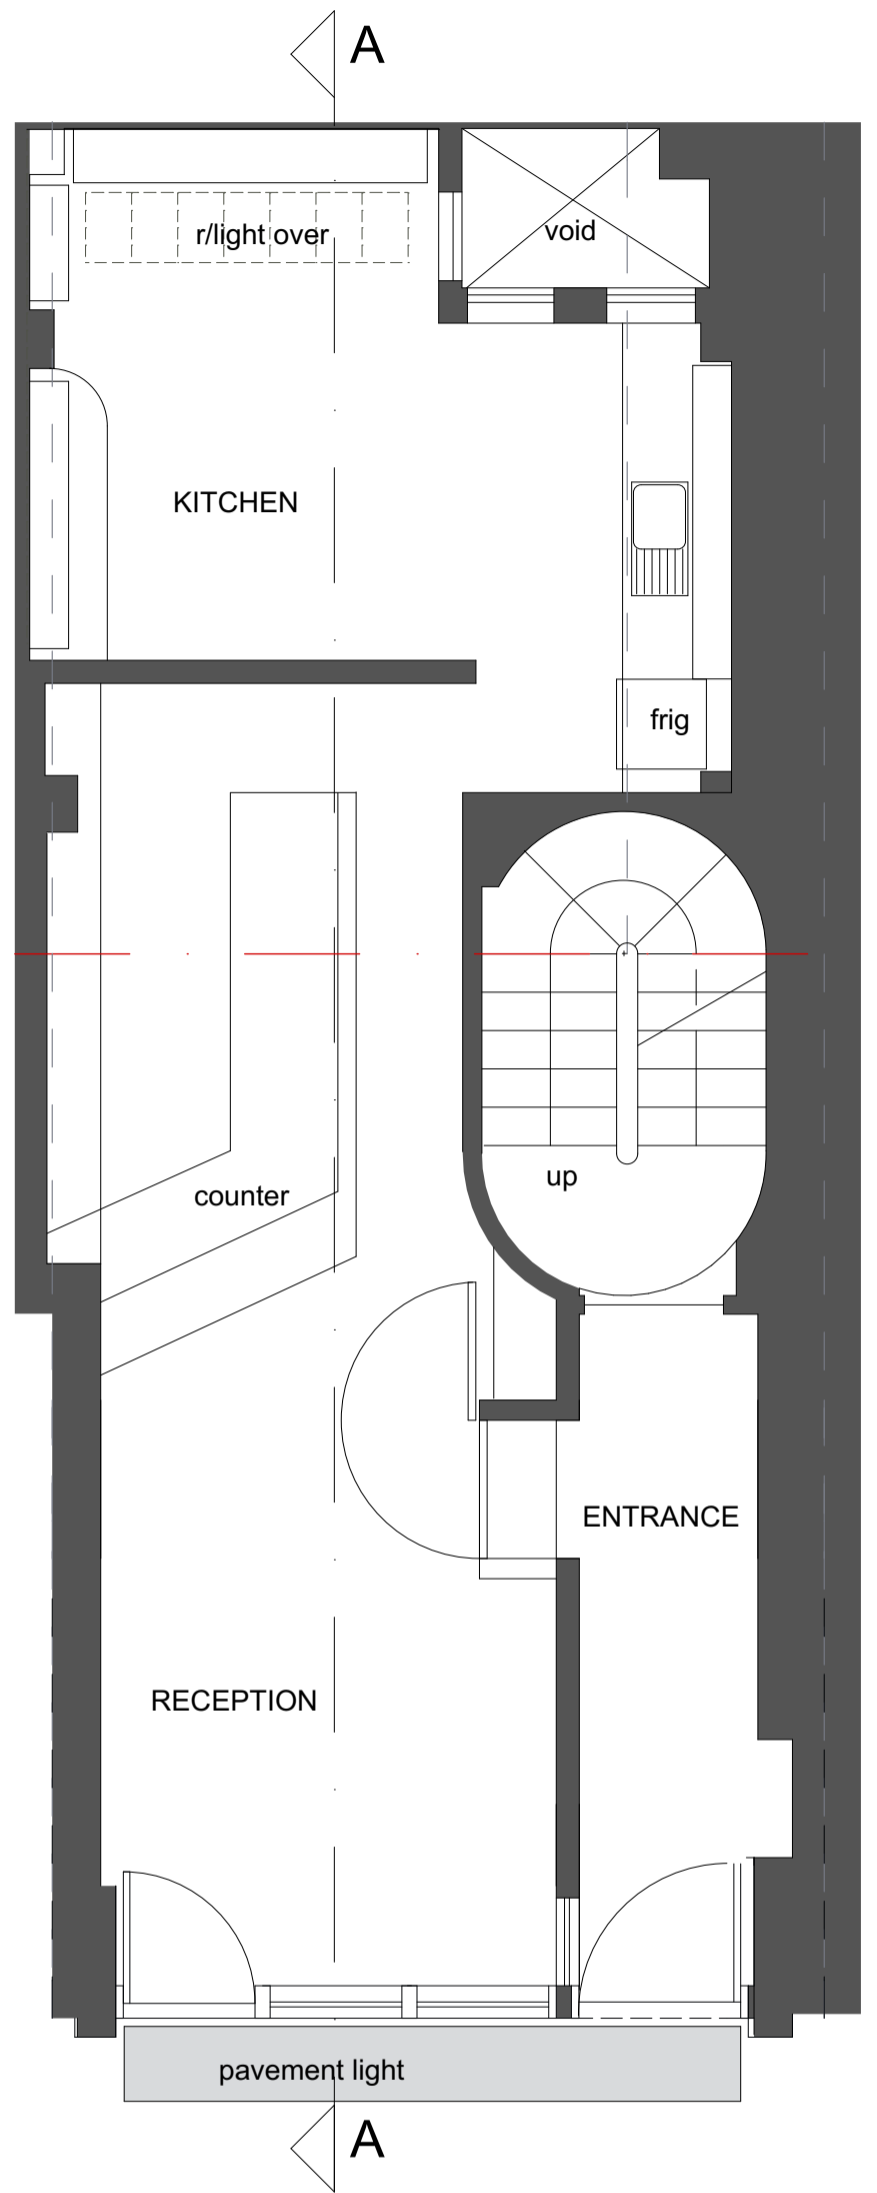 A
r/light over
void
KITCHEN
frig
counter
up
ENTRANCE
RECEPTION
pavement light
A